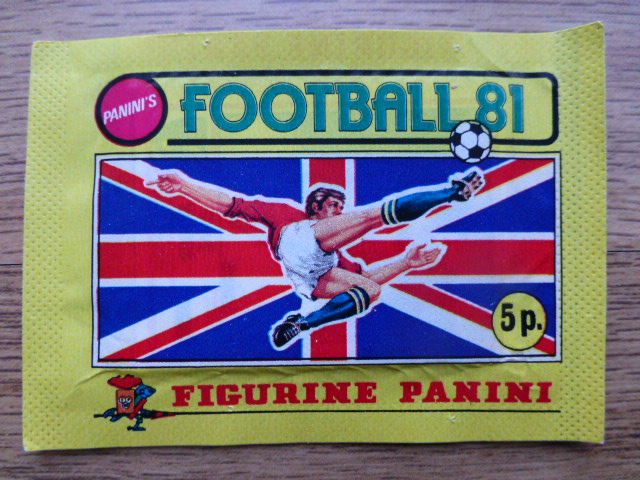 PANINI'S
FOOTBALL 81
5p.
FIGURINE PANINI